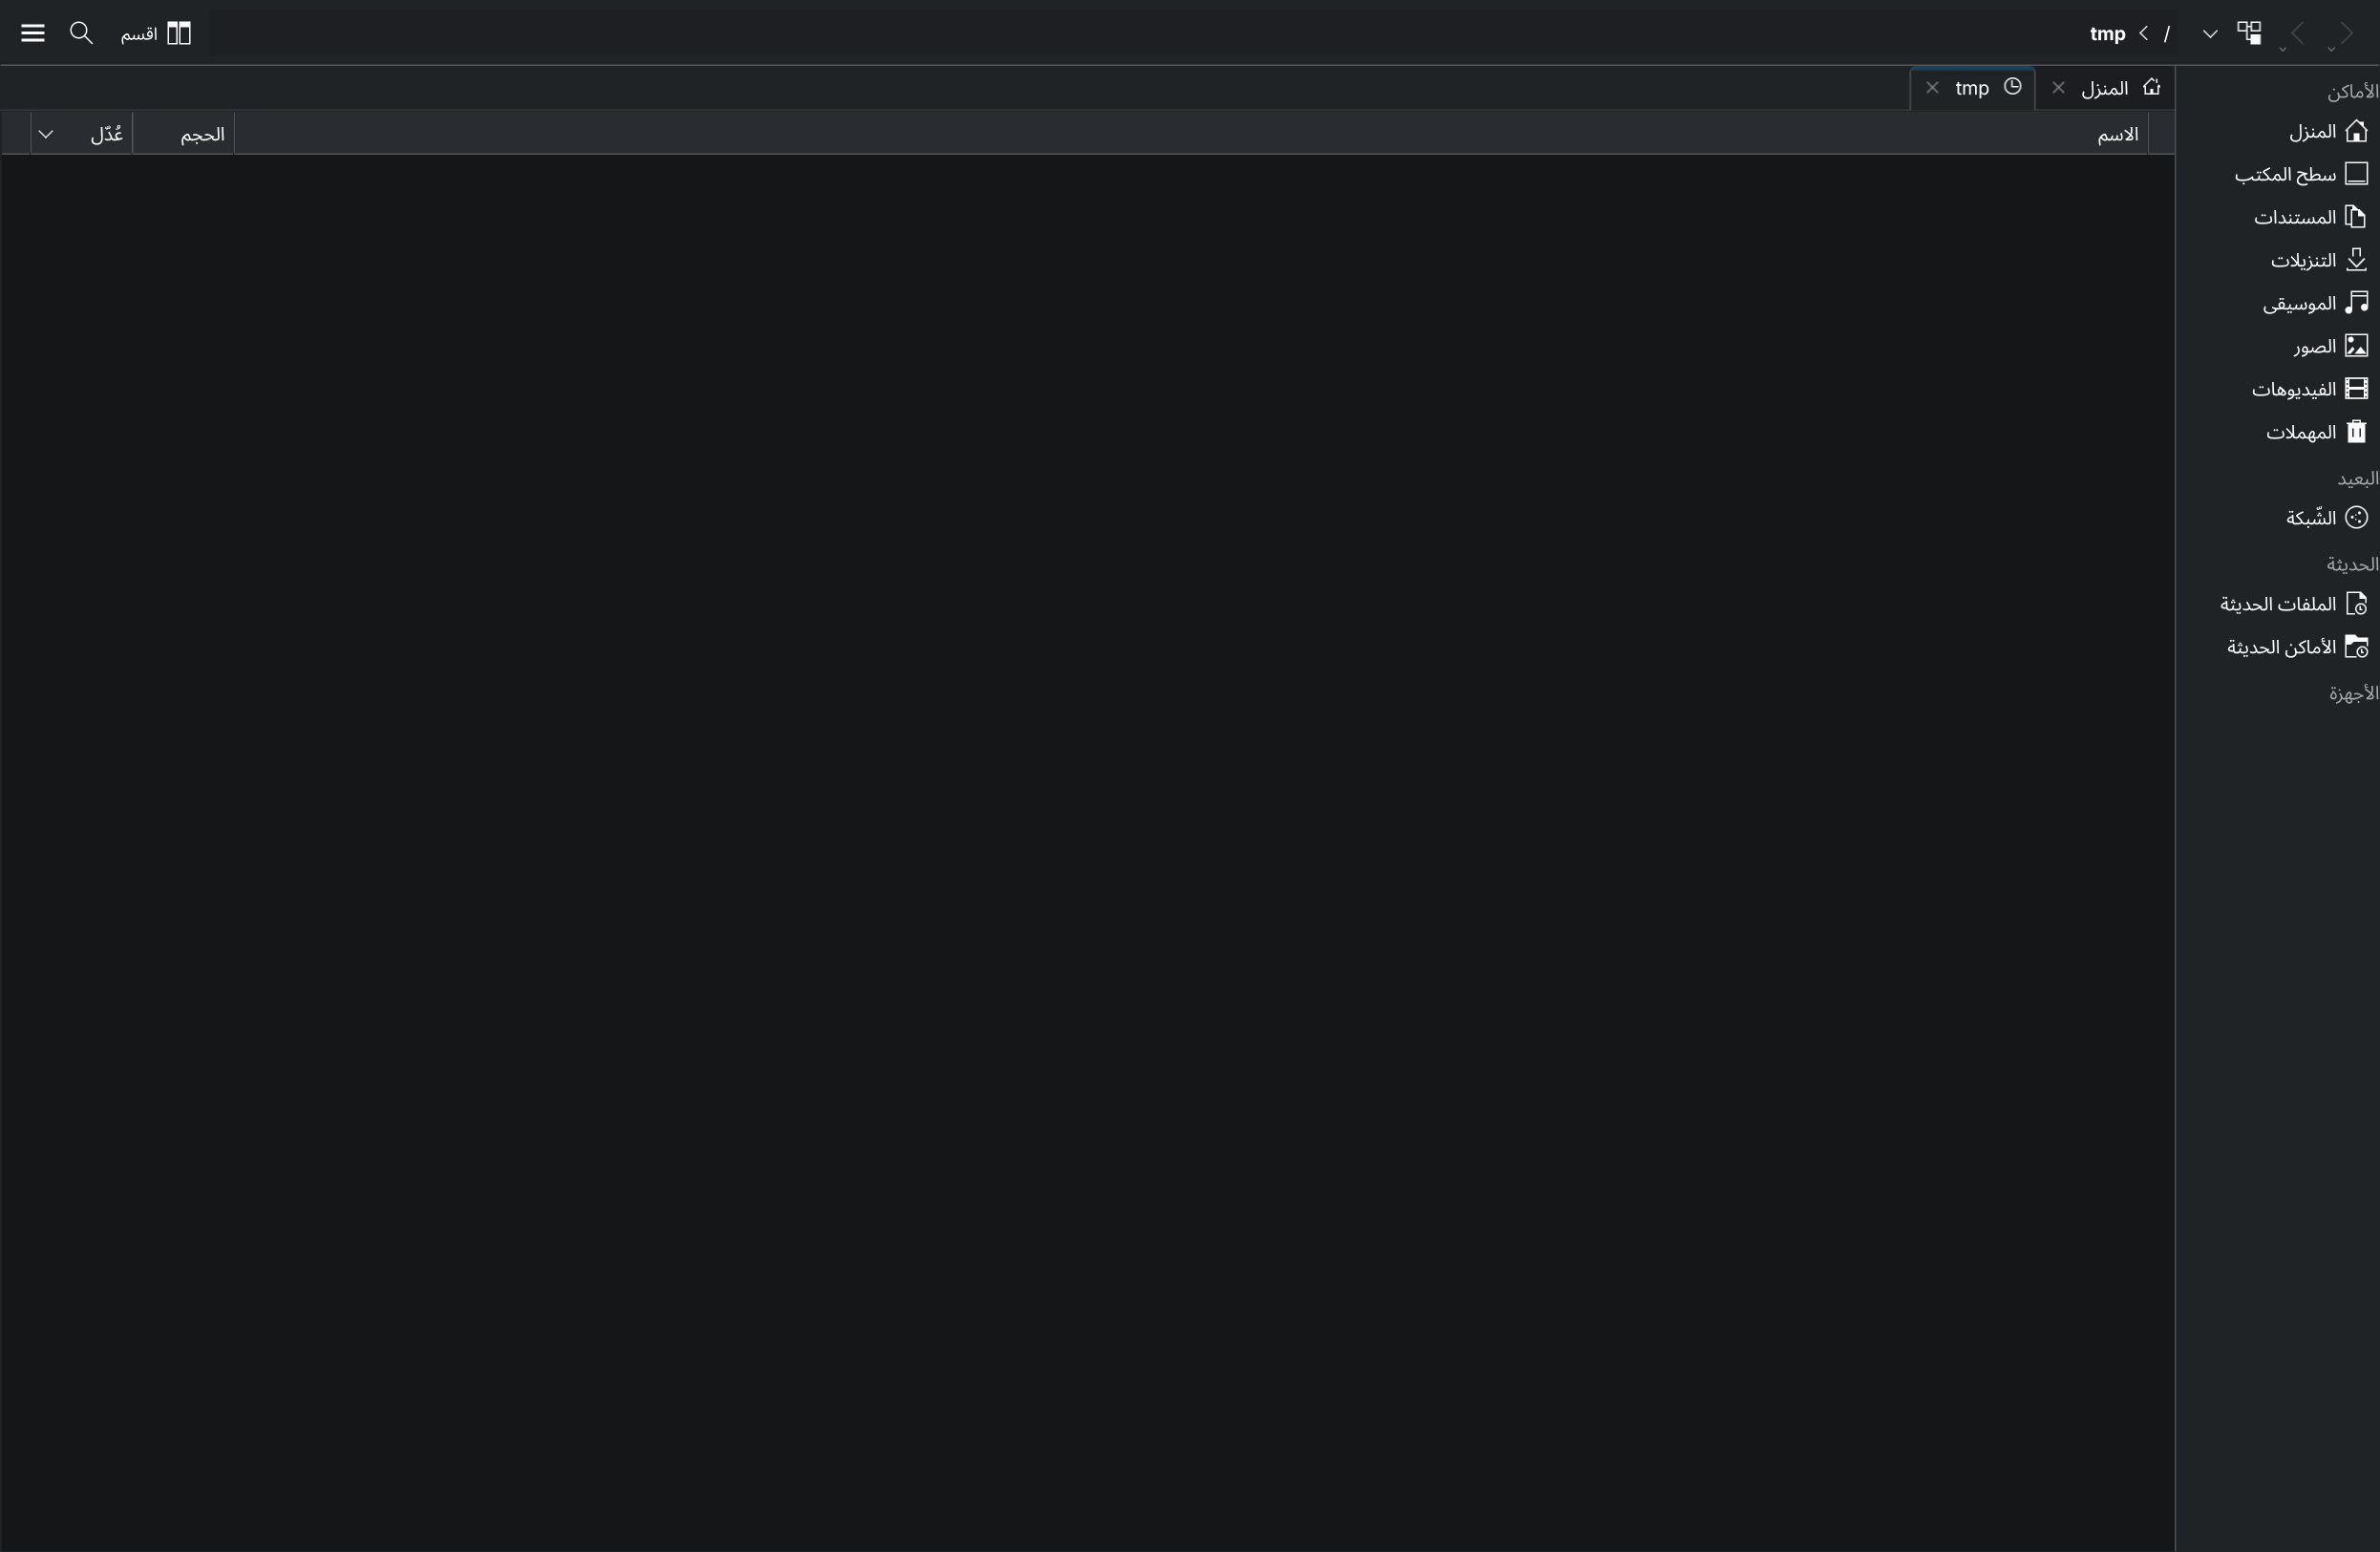 / tmp اقسم
المنزل tmp
الاسم الحجم عُدّل
الأماكن
المنزل
سطح المكتب
المستندات
التنزيلات
الموسيقى
الصور
الفيديوهات
المهملات
البعيد
الشّبكة
الحديثة
الملفات الحديثة
الأماكن الحديثة
الأجهزة